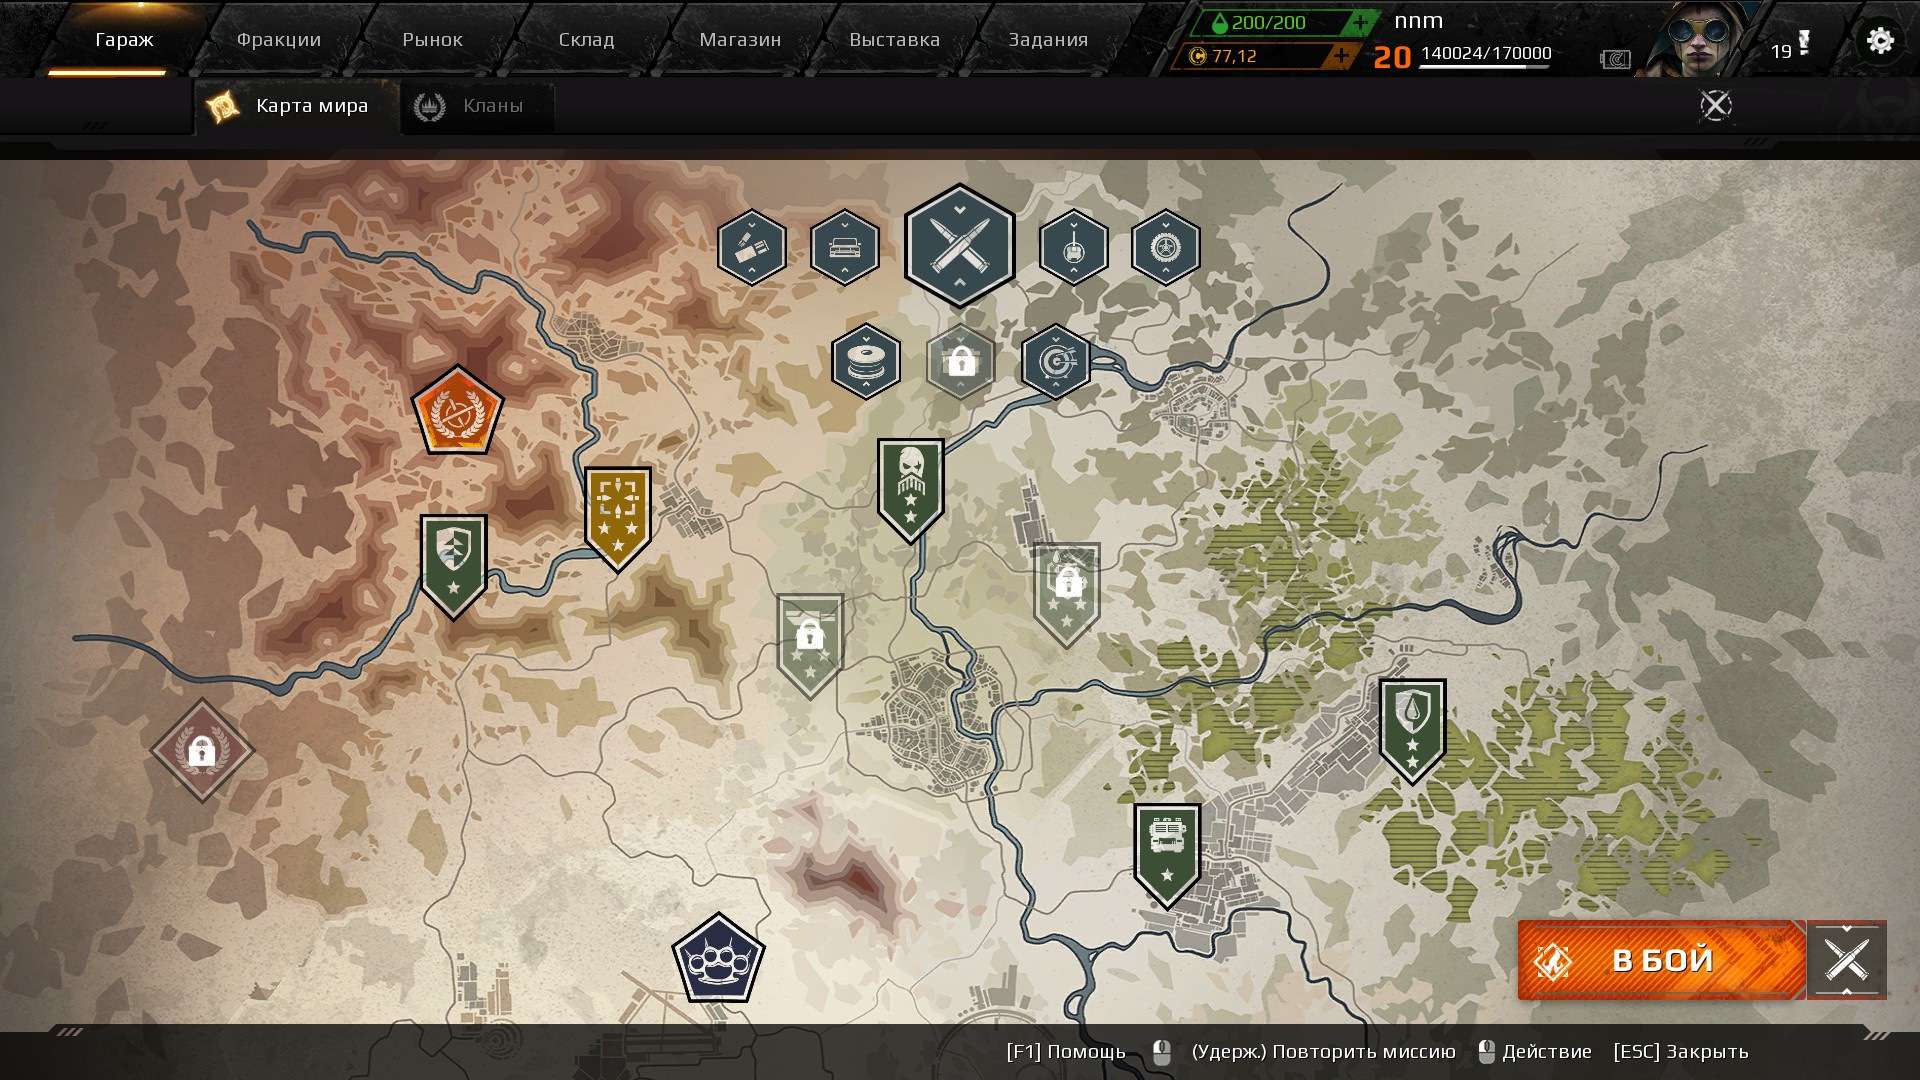 Гараж
Фракции
Рынок
Склад
Магазин
Выставка
Задания
200/200
77,12
nnm
20 140024/170000
19
Карта мира
Кланы
В БОЙ
[F1] Помощь
(Удерж.) Повторить миссию
Действие
[ESC] Закрыть